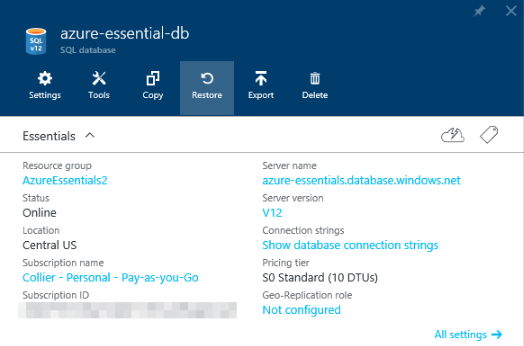 azure-essential-db
SQL database
SQL
v12
Settings
Tools
Copy
Restore
Export
Delete
Essentials
Resource group
AzureEssentials2
Status
Online
Location
Central US
Subscription name
Collier - Personal - Pay-as-you-Go
Subscription ID
Server name
azure-essentials.database.windows.net
Server version
V12
Connection strings
Show database connection strings
Pricing tier
S0 Standard (10 DTUs)
Geo-Replication role
Not configured
All settings